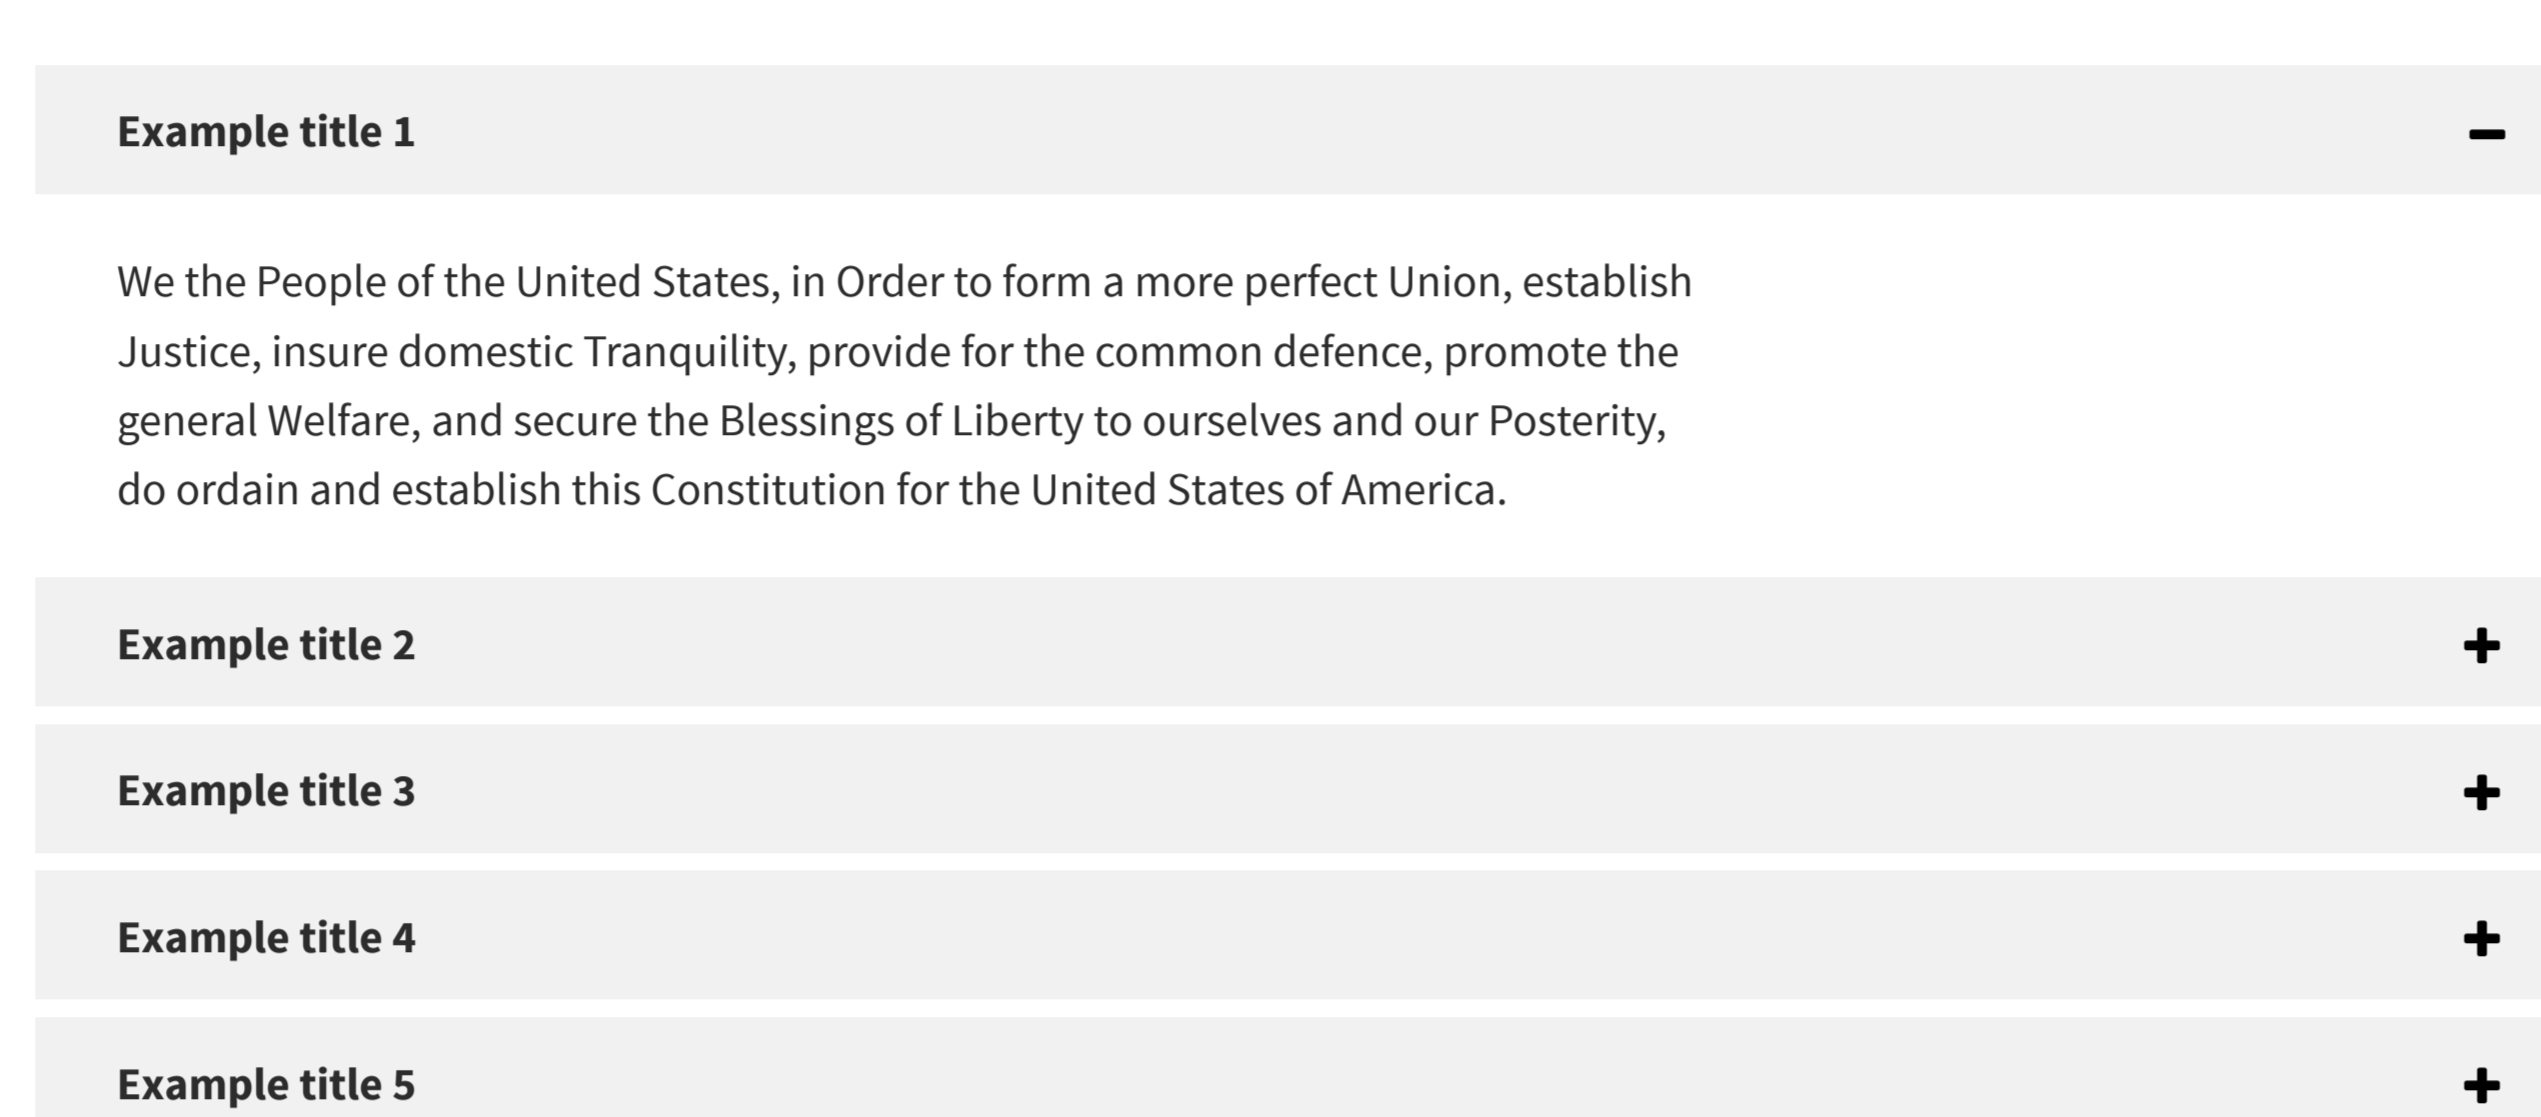 Example title 1
We the People of the United States, in Order to form a more perfect Union, establish
Justice, insure domestic Tranquility, provide for the common defence, promote the
general Welfare, and secure the Blessings of Liberty to ourselves and our Posterity,
do ordain and establish this Constitution for the United States of America.
Example title 2
Example title 3
Example title 4
Example title 5